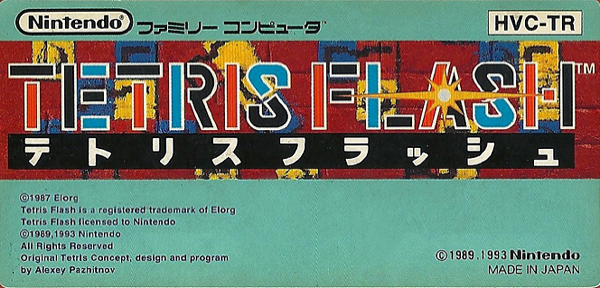 Nintendo® ファミリー コンピュータ™ HVC-TR
TETRIS FLASH™
テトリスフラッシュ
©1987 Elorg
Tetris Flash is a registered trademark of Elorg
Tetris Flash licensed to Nintendo
©1989,1993 Nintendo
All Rights Reserved
Original Tetris Concept, design and program
by Alexey Pazhitnov
©1989,1993 Nintendo
MADE IN JAPAN